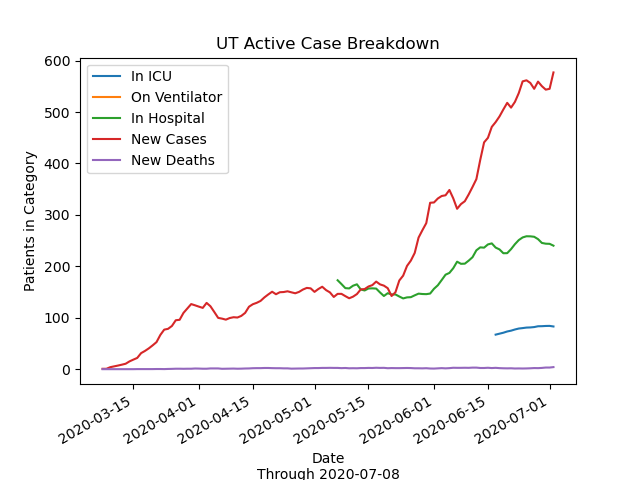 UT Active Case Breakdown
In ICU
On Ventilator
In Hospital
New Cases
New Deaths
Patients in Category
600
500
400
300
200
100
0
2020-03-15
2020-04-01
2020-04-15
2020-05-01
2020-05-15
2020-06-01
2020-06-15
2020-07-01
Date
Through 2020-07-08